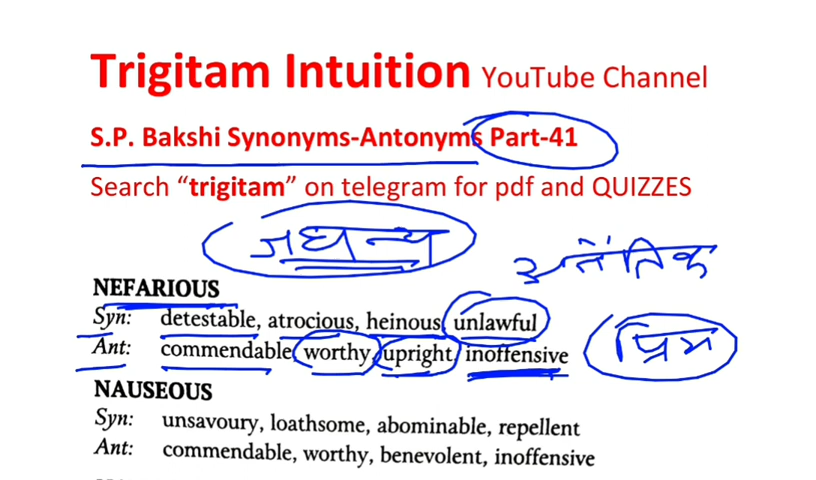 Trigitam Intuition YouTube Channel
S.P. Bakshi Synonyms-Antonyms Part-41
Search “trigitam” on telegram for pdf and QUIZZES
जघन्य
अनैतिक
NEFARIOUS
Syn: detestable, atrocious, heinous, unlawful
Ant: commendable, worthy, upright, inoffensive
प्रिय
NAUSEOUS
Syn: unsavoury, loathsome, abominable, repellent
Ant: commendable, worthy, benevolent, inoffensive